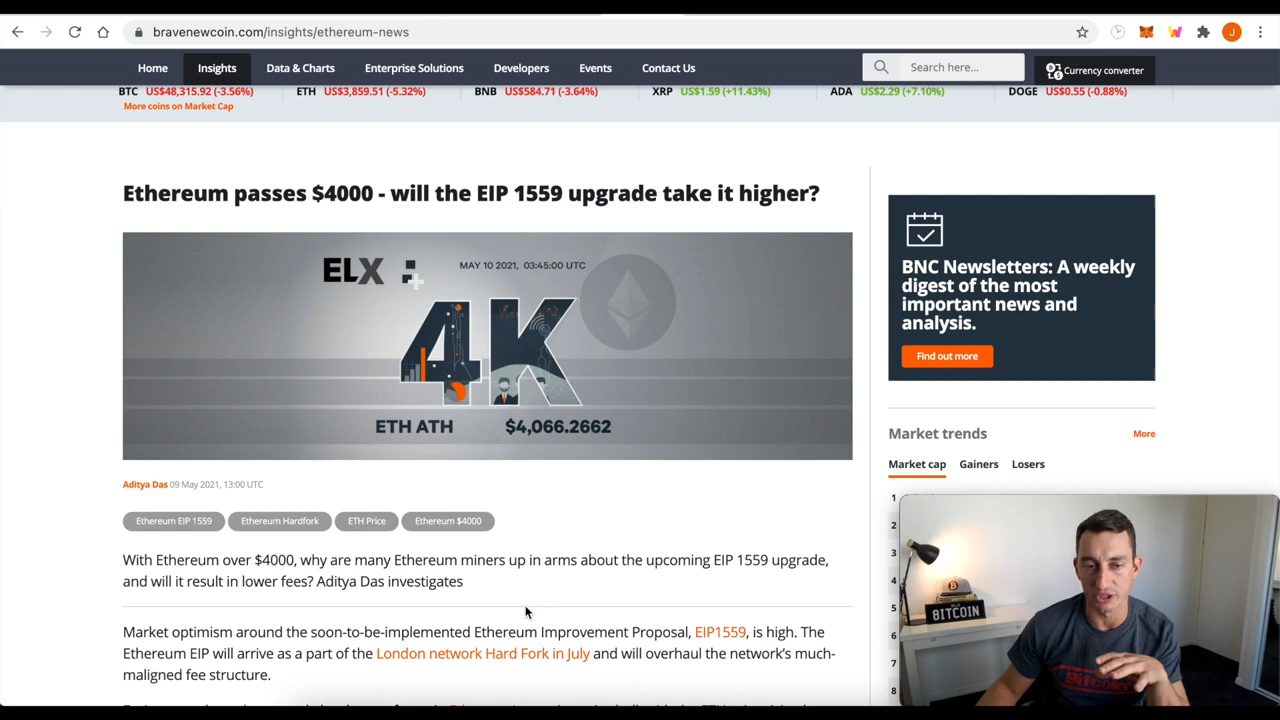 bravenewcoin.com/insights/ethereum-news
J
Home
Insights
Data & Charts
Enterprise Solutions
Developers
Events
Contact Us
Search here...
Currency converter
BTC US$48,315.92 (-3.56%)
ETH US$3,859.51 (-5.32%)
BNB US$584.71 (-3.64%)
XRP US$1.59 (+11.43%)
ADA US$2.29 (+7.10%)
DOGE US$0.55 (-0.88%)
More coins on Market Cap
Ethereum passes $4000 - will the EIP 1559 upgrade take it higher?
ELX
MAY 10 2021, 03:45:00 UTC
4K
ETH ATH $4,066.2662
Aditya Das 09 May 2021, 13:00 UTC
Ethereum EIP 1559
Ethereum Hardfork
ETH Price
Ethereum $4000
With Ethereum over $4000, why are many Ethereum miners up in arms about the upcoming EIP 1559 upgrade,
and will it result in lower fees? Aditya Das investigates
Market optimism around the soon-to-be-implemented Ethereum Improvement Proposal, EIP1559, is high. The
Ethereum EIP will arrive as a part of the London network Hard Fork in July and will overhaul the network's much-
maligned fee structure.
BNC Newsletters: A weekly
digest of the most
important news and
analysis.
Find out more
Market trends
More
Market cap
Gainers
Losers
1
2
3
4
5
6
7
8
BITCOIN